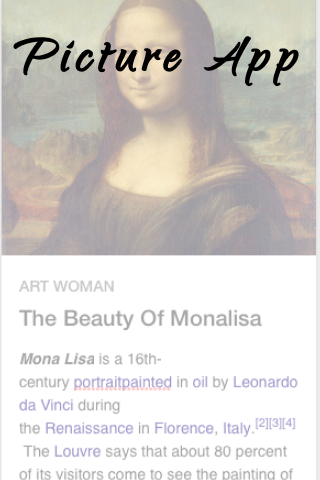 Picture App
ART WOMAN
The Beauty Of Monalisa
Mona Lisa is a 16th-
century portraitpainted in oil by Leonardo
da Vinci during
the Renaissance in Florence, Italy.[2][3][4]
The Louvre says that about 80 percent
of its visitors come to see the painting of